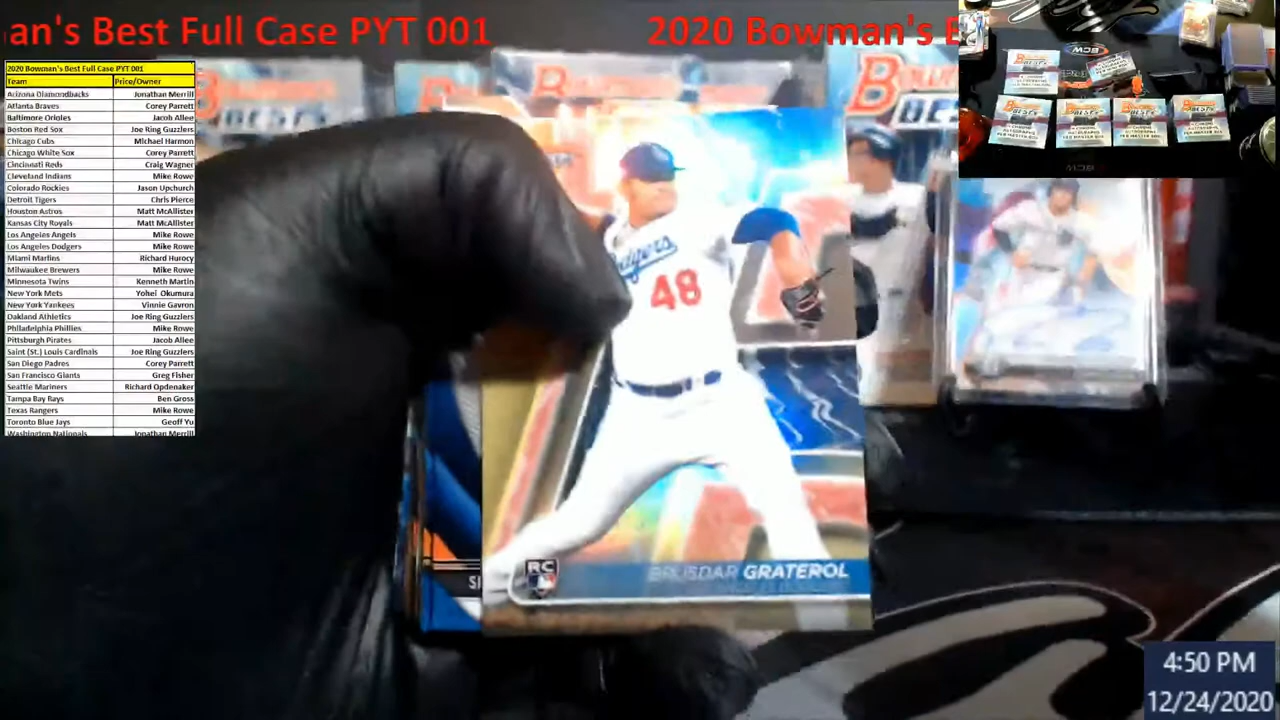 an's Best Full Case PYT 001 2020 Bowman's B
2020 Bowman's Best Full Case PYT 001
Team Price/Owner
Arizona Diamondbacks Jonathan Merrill
Atlanta Braves Corey Parrett
Baltimore Orioles Jacob Allee
Boston Red Sox Joe Ring Guzzlers
Chicago Cubs Michael Harmon
Chicago White Sox Corey Parrett
Cincinnati Reds Craig Wagner
Cleveland Indians Mike Rowe
Colorado Rockies Jason Upchurch
Detroit Tigers Chris Pierce
Houston Astros Matt McAllister
Kansas City Royals Matt McAllister
Los Angeles Angels Mike Rowe
Los Angeles Dodgers Mike Rowe
Miami Marlins Richard Hurocy
Milwaukee Brewers Mike Rowe
Minnesota Twins Kenneth Martin
New York Mets Yohei Okumura
New York Yankees Vinnie Gavron
Oakland Athletics Joe Ring Guzzlers
Philadelphia Phillies Mike Rowe
Pittsburgh Pirates Jacob Allee
Saint (St.) Louis Cardinals Joe Ring Guzzlers
San Diego Padres Corey Parrett
San Francisco Giants Greg Fisher
Seattle Mariners Richard Opdenaker
Tampa Bay Rays Ben Gross
Texas Rangers Mike Rowe
Toronto Blue Jays Geoff Yu
Washington Nationals Jonathan Merrill
Dodgers
48
RC
BRUSDAR GRATEROL
4:50 PM
12/24/2020